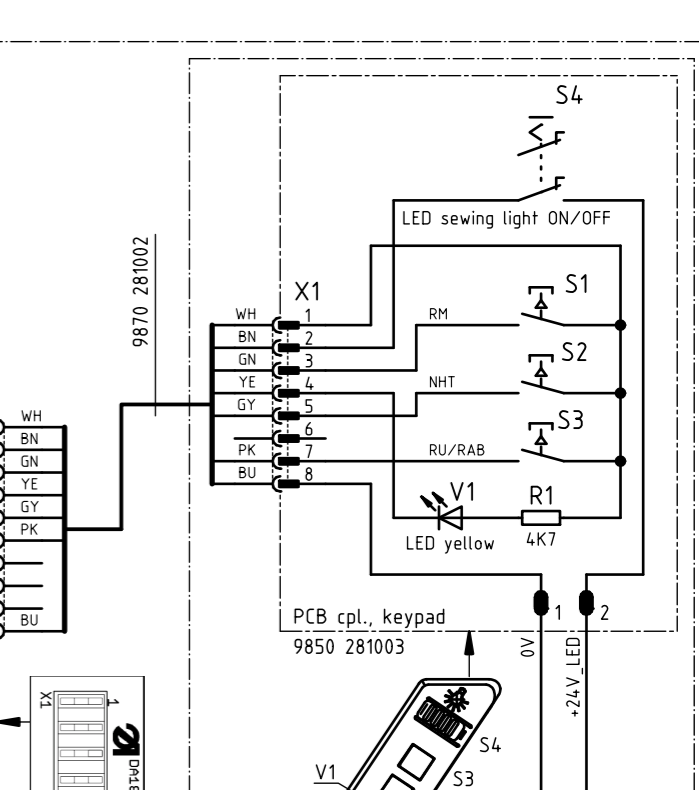 S4
LED sewing light ON/OFF
9870 281002
X1
S1
WH 1 RM
BN 2
GN 3
S2
YE 4 NHT
GY 5
S3
6
PK 7 RU/RAB
BU 8
V1 R1
LED yellow 4K7
WH
BN
GN
YE
GY
PK
BU
PCB cpl., keypad
9850 281003
1 2
0V
+24V_LED
X1
1
S4
V1
S3